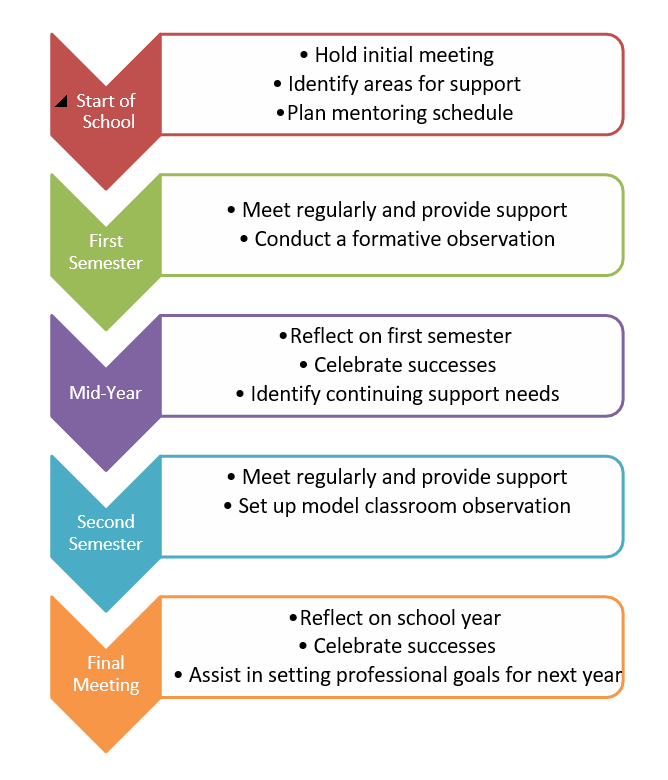 Start of
School
• Hold initial meeting
• Identify areas for support
•Plan mentoring schedule
First
Semester
• Meet regularly and provide support
• Conduct a formative observation
Mid-Year
•Reflect on first semester
• Celebrate successes
• Identify continuing support needs
Second
Semester
• Meet regularly and provide support
• Set up model classroom observation
Final
Meeting
•Reflect on school year
• Celebrate successes
• Assist in setting professional goals for next year